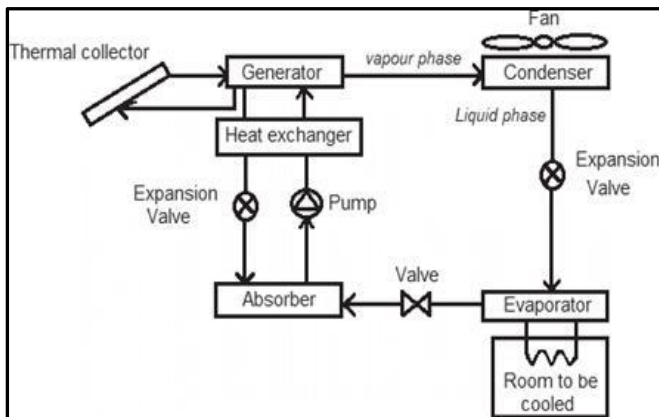 Fan
Thermal collector
Generator
vapour phase
Condenser
Liquid phase
Heat exchanger
Expansion
Valve
Pump
Expansion
Valve
Valve
Absorber
Evaporator
Room to be
cooled